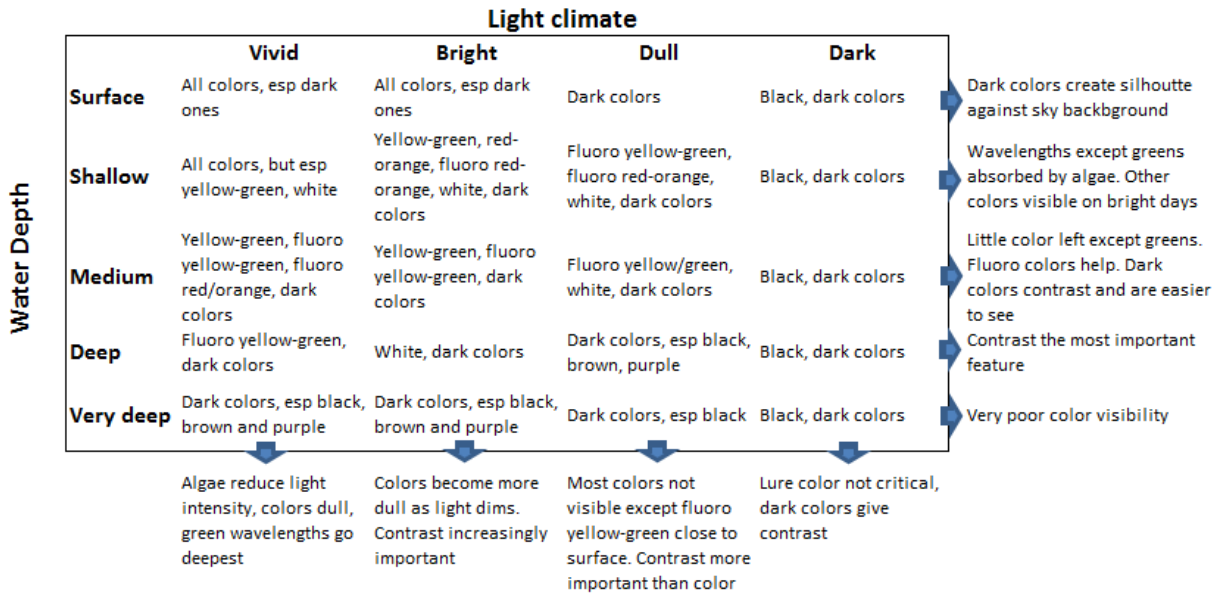 Light climate
Vivid
Bright
Dull
Dark
Water Depth
Surface
All colors, esp dark
ones
All colors, esp dark
ones
Dark colors
Black, dark colors
Dark colors create silhoutte
against sky backbground
Shallow
All colors, but esp
yellow-green, white
Yellow-green, red-
orange, fluoro red-
orange, white, dark
colors
Fluoro yellow-green,
fluoro red-orange,
white, dark colors
Black, dark colors
Wavelengths except greens
absorbed by algae. Other
colors visible on bright days
Medium
Yellow-green, fluoro
yellow-green, fluoro
red/orange, dark
colors
Yellow-green, fluoro
yellow-green, dark
colors
Fluoro yellow/green,
white, dark colors
Black, dark colors
Little color left except greens.
Fluoro colors help. Dark
colors contrast and are easier
to see
Deep
Fluoro yellow-green,
dark colors
White, dark colors
Dark colors, esp black,
brown, purple
Black, dark colors
Contrast the most important
feature
Very deep
Dark colors, esp black,
brown and purple
Dark colors, esp black,
brown and purple
Dark colors, esp black
Black, dark colors
Very poor color visibility
Algae reduce light
intensity, colors dull,
green wavelengths go
deepest
Colors become more
dull as light dims.
Contrast increasingly
important
Most colors not
visible except fluoro
yellow-green close to
surface. Contrast more
important than color
Lure color not critical,
dark colors give
contrast